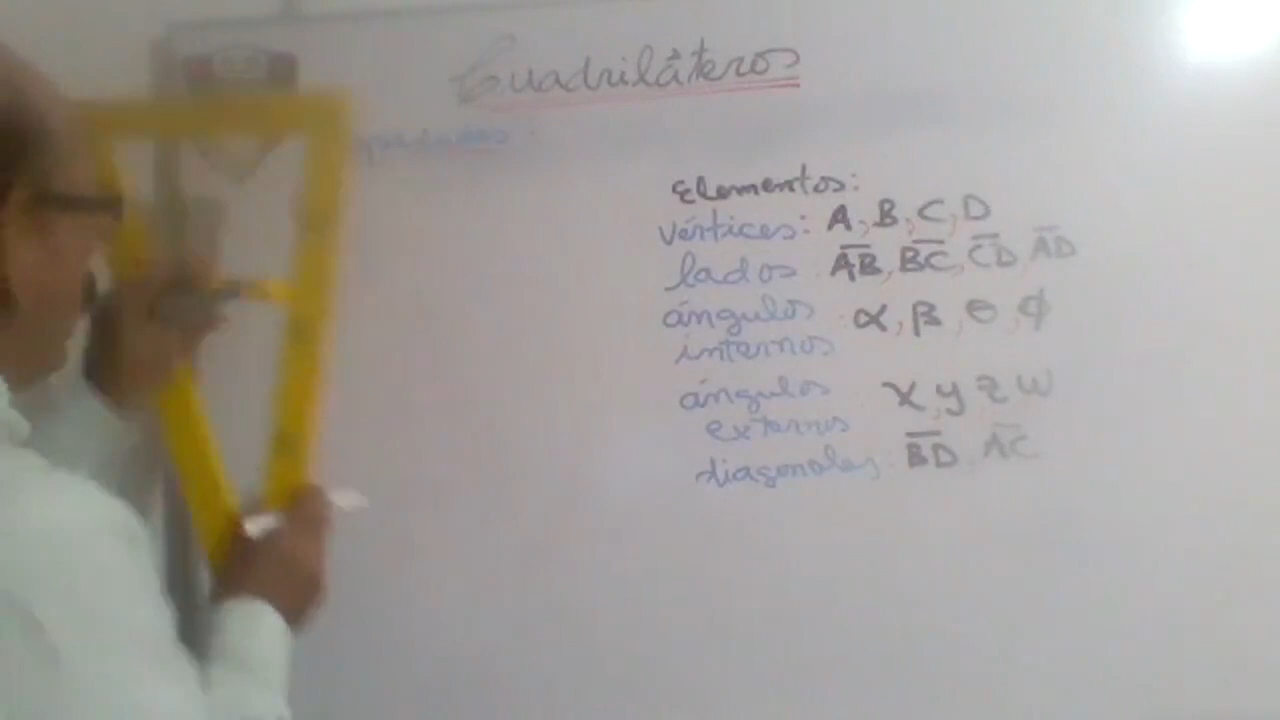 Cuadriláteros
Elementos:
vértices: A, B, C, D
lados AB, BC, CD, AD
ángulos : α, β, θ, φ
internos
ángulos x, y z w
externos
diagonales, BD, AC